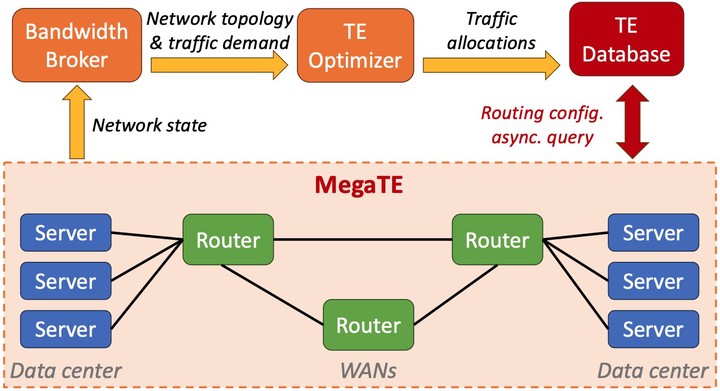 Bandwidth
Broker
Network topology
& traffic demand
TE
Optimizer
Traffic
allocations
TE
Database
Network state
Routing config.
async. query
MegaTE
Server
Router
Router
Server
Server
Server
Server
Router
Server
Data center
WANs
Data center